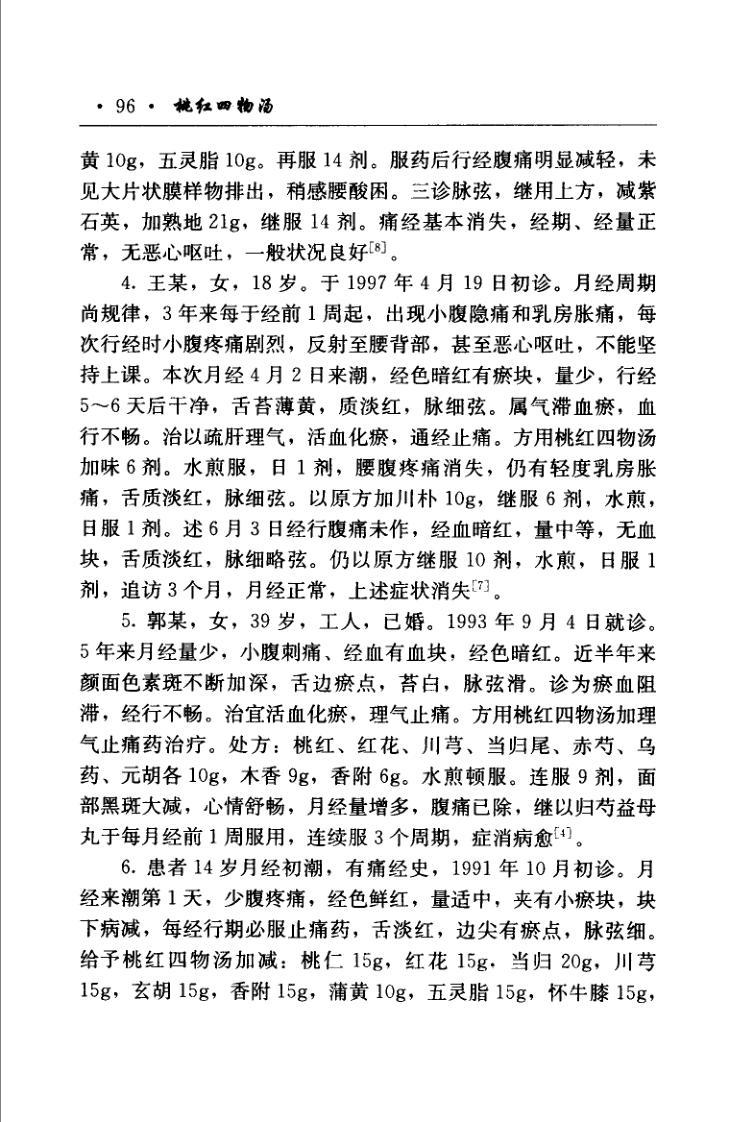 · 96 · 桃红四物汤
黄 10g，五灵脂 10g。再服 14 剂。服药后行经腹痛明显减轻，未
见大片状膜样物排出，稍感腰酸困。三诊脉弦，继用上方，减紫
石英，加熟地 21g，继服 14 剂。痛经基本消失，经期、经量正
常，无恶心呕吐，一般状况良好[8]。
4. 王某，女，18 岁。于 1997 年 4 月 19 日初诊。月经周期
尚规律，3 年来每于经前 1 周起，出现小腹隐痛和乳房胀痛，每
次行经时小腹疼痛剧烈，反射至腰背部，甚至恶心呕吐，不能坚
持上课。本次月经 4 月 2 日来潮，经色暗红有瘀块，量少，行经
5～6 天后干净，舌苔薄黄，质淡红，脉细弦。属气滞血瘀，血
行不畅。治以疏肝理气，活血化瘀，通经止痛。方用桃红四物汤
加味 6 剂。水煎服，日 1 剂，腰腹疼痛消失，仍有轻度乳房胀
痛，舌质淡红，脉细弦。以原方加川朴 10g，继服 6 剂，水煎，
日服 1 剂。述 6 月 3 日经行腹痛未作，经血暗红，量中等，无血
块，舌质淡红，脉细略弦。仍以原方继服 10 剂，水煎，日服 1
剂，追访 3 个月，月经正常，上述症状消失[7]。
5. 郭某，女，39 岁，工人，已婚。1993 年 9 月 4 日就诊。
5 年来月经量少，小腹刺痛、经血有血块，经色暗红。近半年来
颜面色素斑不断加深，舌边瘀点，苔白，脉弦滑。诊为瘀血阻
滞，经行不畅。治宜活血化瘀，理气止痛。方用桃红四物汤加理
气止痛药治疗。处方：桃红、红花、川芎、当归尾、赤芍、乌
药、元胡各 10g，木香 9g，香附 6g。水煎顿服。连服 9 剂，面
部黑斑大减，心情舒畅，月经量增多，腹痛已除，继以归芍益母
丸于每月经前 1 周服用，连续服 3 个周期，症消病愈[4]。
6. 患者 14 岁月经初潮，有痛经史，1991 年 10 月初诊。月
经来潮第 1 天，少腹疼痛，经色鲜红，量适中，夹有小瘀块，块
下病减，每经行期必服止痛药，舌淡红，边尖有瘀点，脉弦细。
给予桃红四物汤加减：桃仁 15g，红花 15g，当归 20g，川芎
15g，玄胡 15g，香附 15g，蒲黄 10g，五灵脂 15g，怀牛膝 15g，